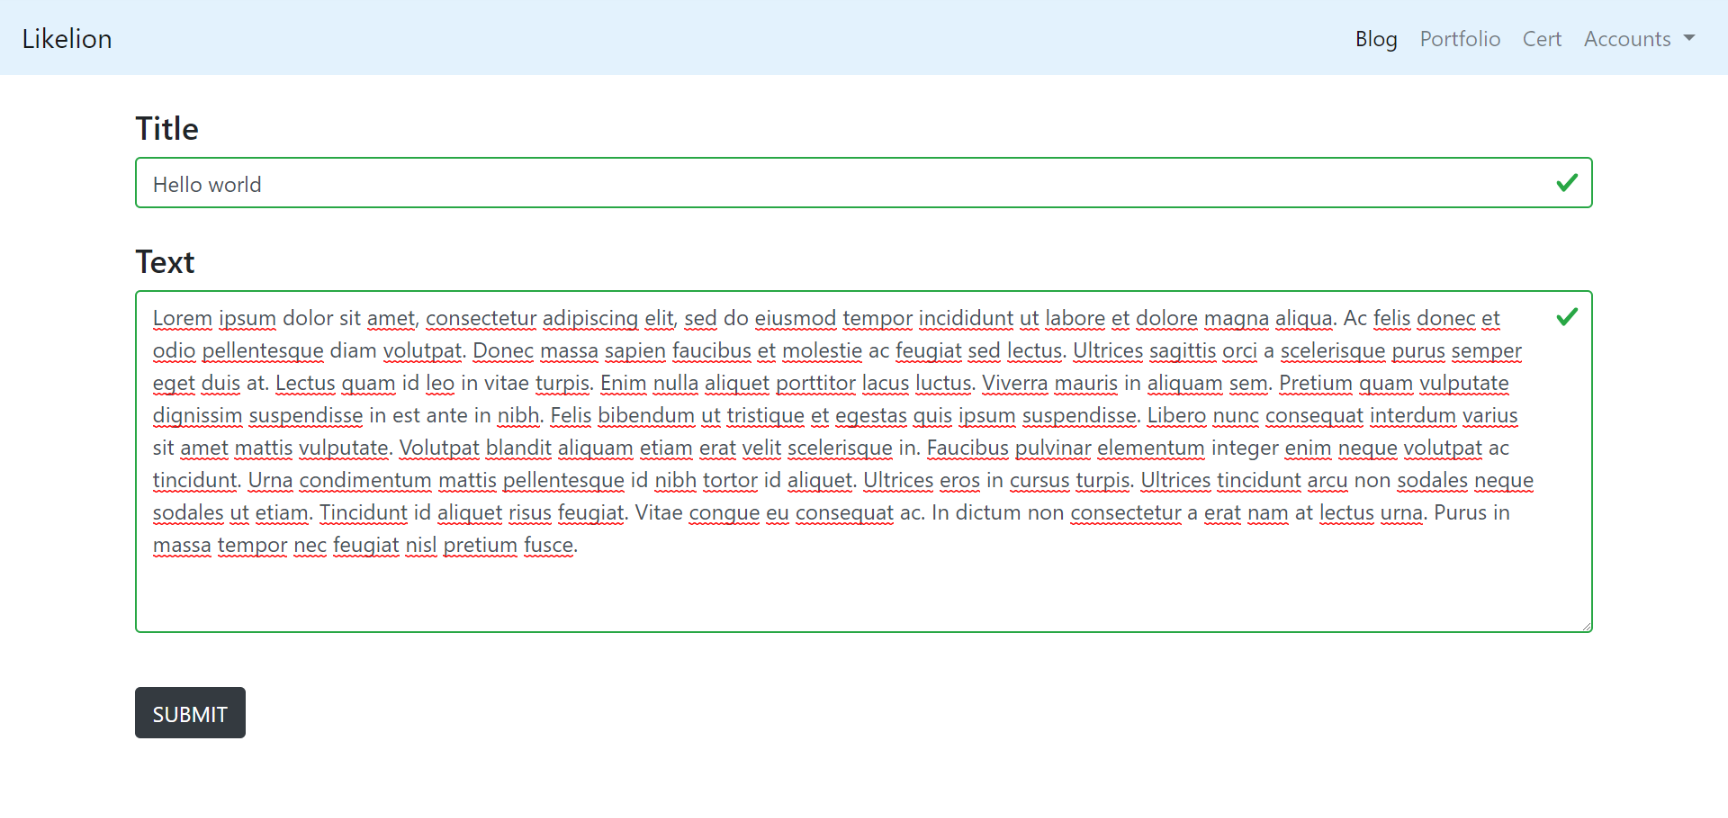 Likelion
Blog Portfolio Cert Accounts
Title
Hello world
Text
Lorem ipsum dolor sit amet, consectetur adipiscing elit, sed do eiusmod tempor incididunt ut labore et dolore magna aliqua. Ac felis donec et
odio pellentesque diam volutpat. Donec massa sapien faucibus et molestie ac feugiat sed lectus. Ultrices sagittis orci a scelerisque purus semper
eget duis at. Lectus quam id leo in vitae turpis. Enim nulla aliquet porttitor lacus luctus. Viverra mauris in aliquam sem. Pretium quam vulputate
dignissim suspendisse in est ante in nibh. Felis bibendum ut tristique et egestas quis ipsum suspendisse. Libero nunc consequat interdum varius
sit amet mattis vulputate. Volutpat blandit aliquam etiam erat velit scelerisque in. Faucibus pulvinar elementum integer enim neque volutpat ac
tincidunt. Urna condimentum mattis pellentesque id nibh tortor id aliquet. Ultrices eros in cursus turpis. Ultrices tincidunt arcu non sodales neque
sodales ut etiam. Tincidunt id aliquet risus feugiat. Vitae congue eu consequat ac. In dictum non consectetur a erat nam at lectus urna. Purus in
massa tempor nec feugiat nisl pretium fusce.
SUBMIT